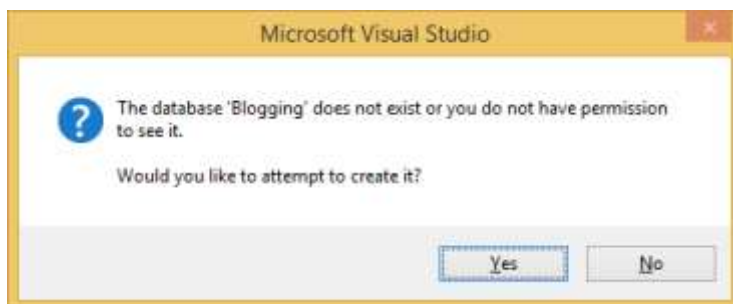 Microsoft Visual Studio
The database 'Blogging' does not exist or you do not have permission
to see it.
Would you like to attempt to create it?
Yes
No